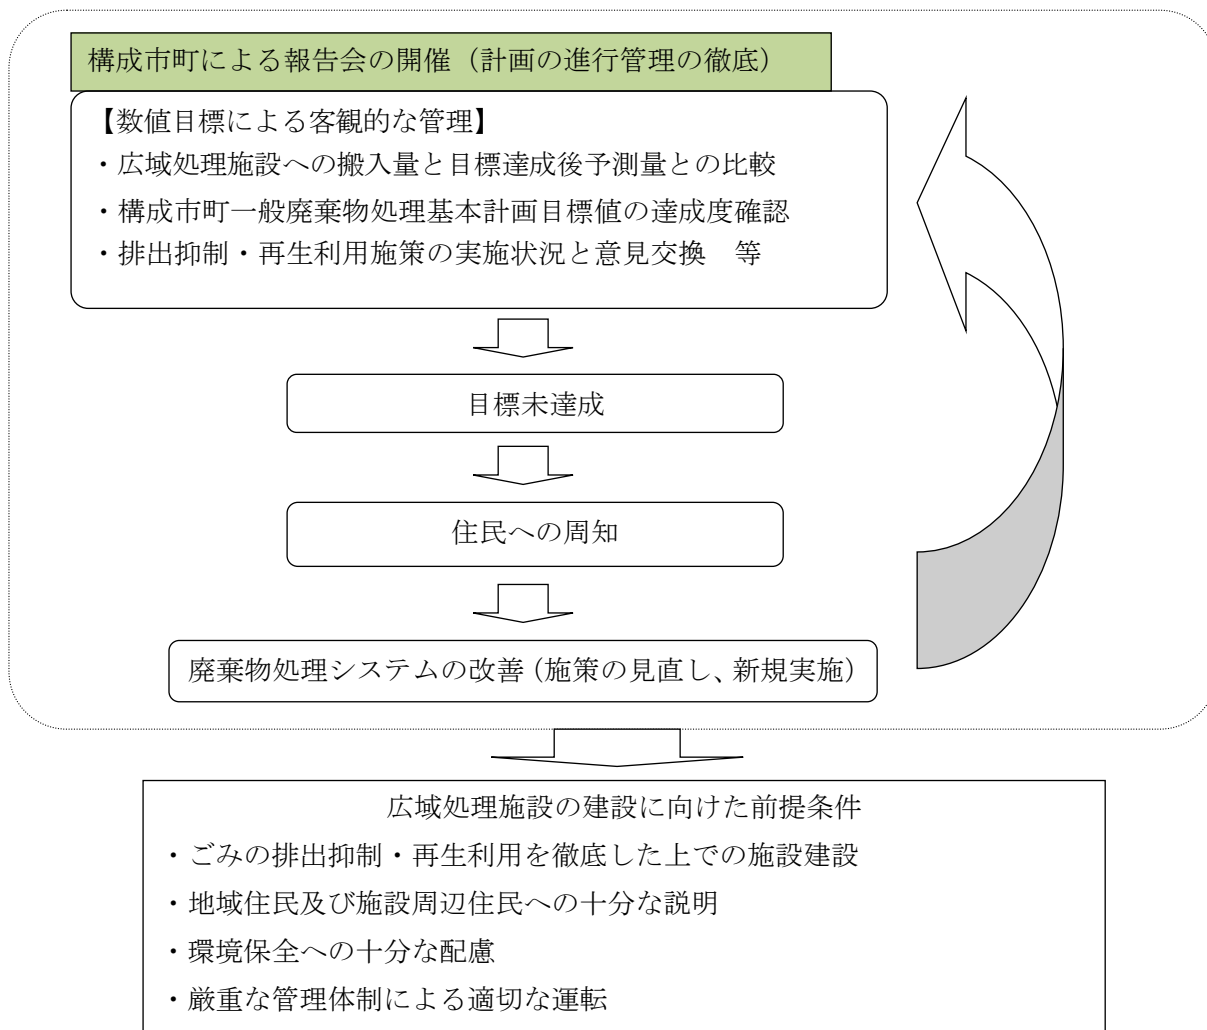 構成市町による報告会の開催（計画の進行管理の徹底）
【数値目標による客観的な管理】
・広域処理施設への搬入量と目標達成後予測量との比較
・構成市町一般廃棄物処理基本計画目標値の達成度確認
・排出抑制・再生利用施策の実施状況と意見交換　等
目標未達成
住民への周知
廃棄物処理システムの改善（施策の見直し、新規実施）
広域処理施設の建設に向けた前提条件
・ごみの排出抑制・再生利用を徹底した上での施設建設
・地域住民及び施設周辺住民への十分な説明
・環境保全への十分な配慮
・厳重な管理体制による適切な運転